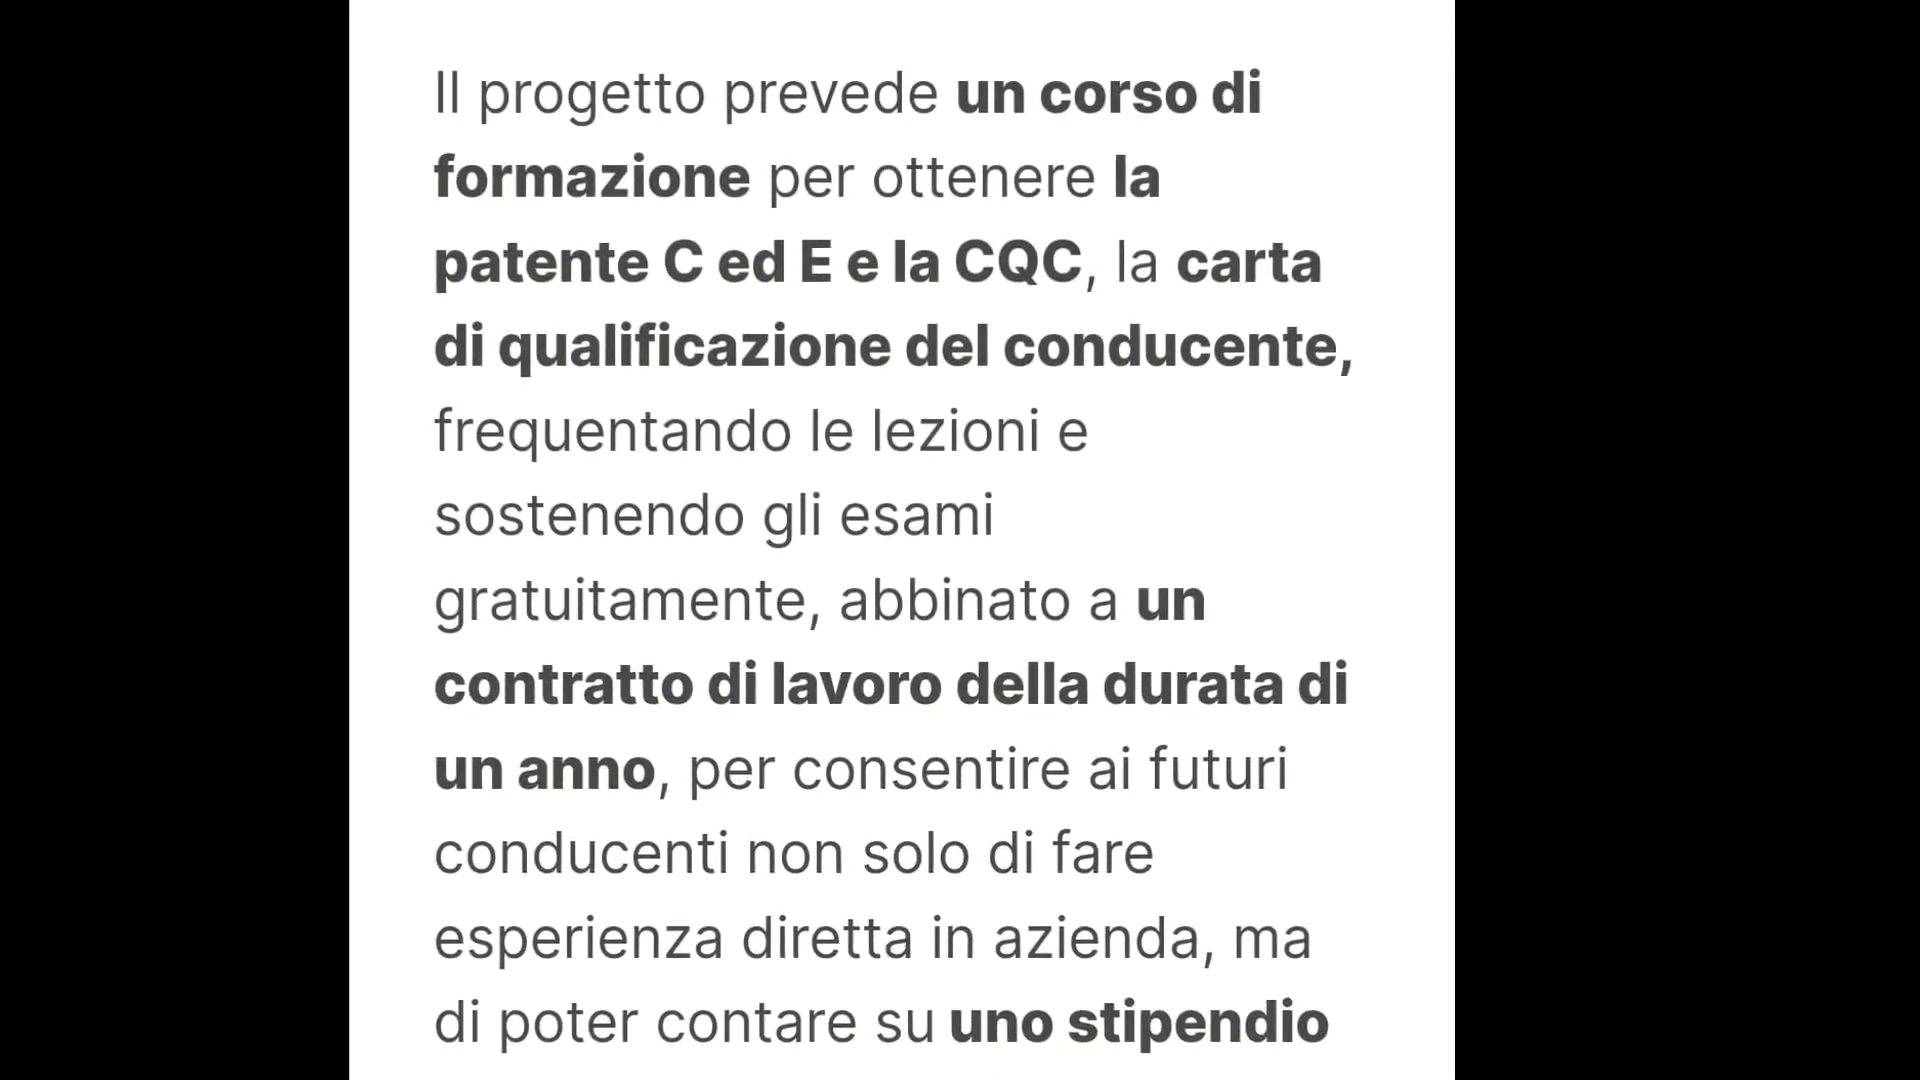 Il progetto prevede un corso di
formazione per ottenere la
patente C ed E e la CQC, la carta
di qualificazione del conducente,
frequentando le lezioni e
sostenendo gli esami
gratuitamente, abbinato a un
contratto di lavoro della durata di
un anno, per consentire ai futuri
conducenti non solo di fare
esperienza diretta in azienda, ma
di poter contare su uno stipendio